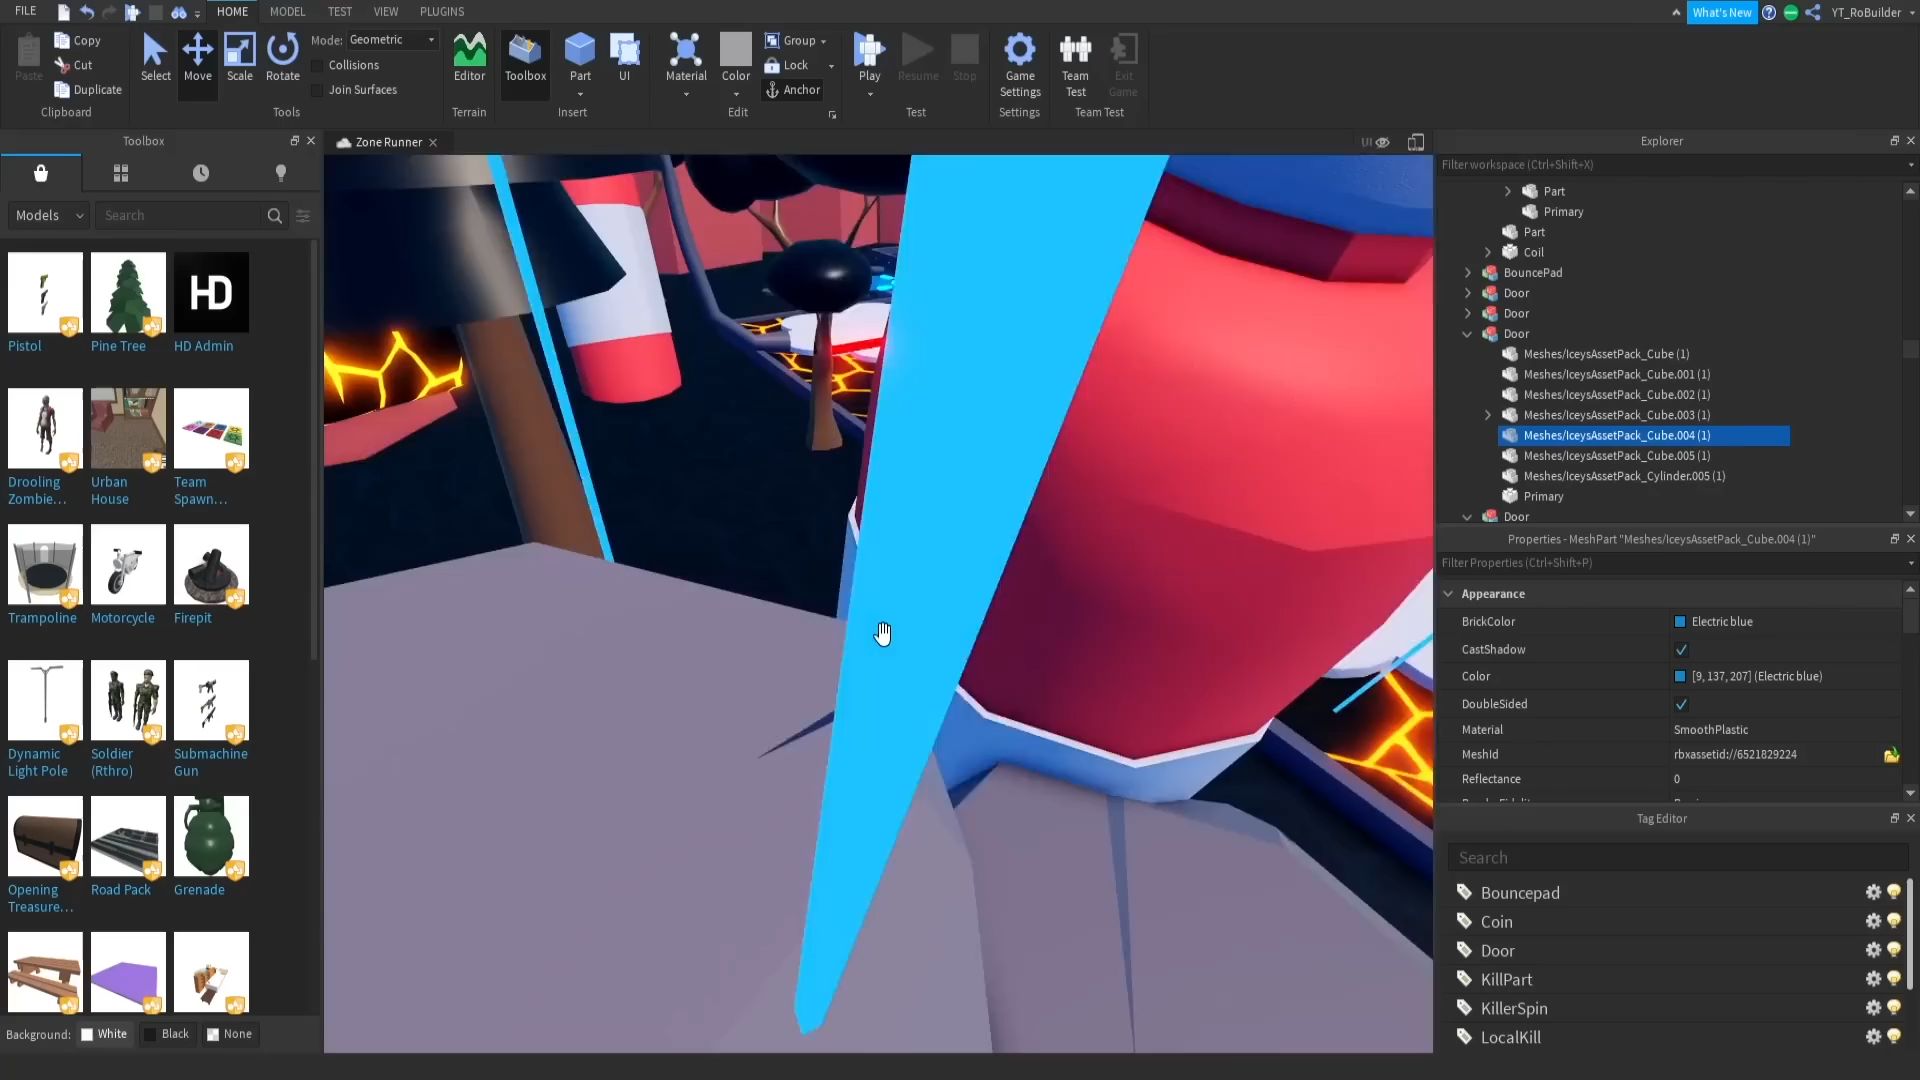 FILE
HOME
MODEL
TEST
VIEW
PLUGINS
What's New
YT_RoBuilder
Paste
Copy
Cut
Duplicate
Clipboard
Select
Move
Scale
Rotate
Mode: Geometric
Collisions
Join Surfaces
Tools
Editor
Terrain
Toolbox
Part
UI
Insert
Material
Color
Group
Lock
Anchor
Edit
Play
Resume
Stop
Test
Game
Settings
Settings
Team
Test
Exit
Game
Team Test
Toolbox
Models
Search
Pistol
Pine Tree
HD
HD Admin
Drooling
Zombie...
Urban
House
Team
Spawn...
Trampoline
Motorcycle
Firepit
Dynamic
Light Pole
Soldier
(Rthro)
Submachine
Gun
Opening
Treasure...
Road Pack
Grenade
Background: White Black None
Zone Runner
UI
Explorer
Filter workspace (Ctrl+Shift+X)
Part
Primary
Part
Coil
BouncePad
Door
Door
Door
Meshes/IceysAssetPack_Cube (1)
Meshes/IceysAssetPack_Cube.001 (1)
Meshes/IceysAssetPack_Cube.002 (1)
Meshes/IceysAssetPack_Cube.003 (1)
Meshes/IceysAssetPack_Cube.004 (1)
Meshes/IceysAssetPack_Cube.005 (1)
Meshes/IceysAssetPack_Cylinder.005 (1)
Primary
Door
Properties - MeshPart "Meshes/IceysAssetPack_Cube.004 (1)"
Filter Properties (Ctrl+Shift+P)
Appearance
BrickColor Electric blue
CastShadow
Color [9, 137, 207] (Electric blue)
DoubleSided
Material SmoothPlastic
MeshId rbxassetid://6521829224
Reflectance 0
Tag Editor
Search
Bouncepad
Coin
Door
KillPart
KillerSpin
LocalKill